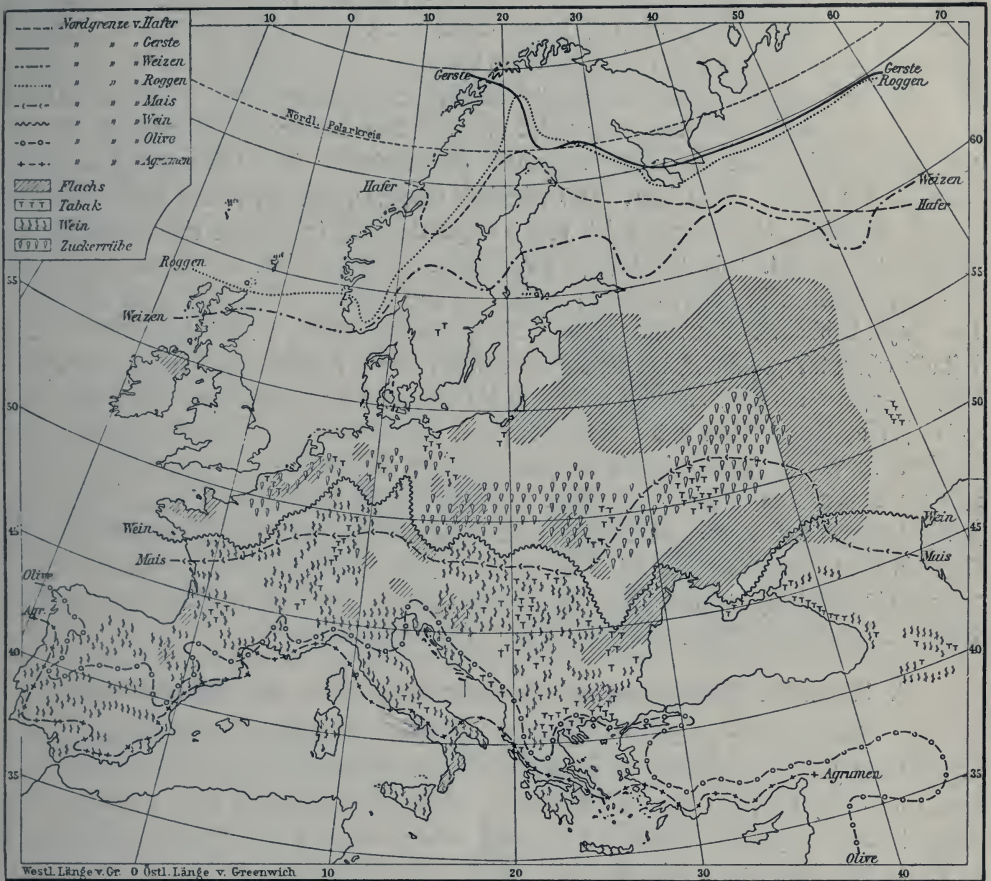 10 0 10 20 30 40 50 60 70
Nordgrenze v. Hafer
" " " Gerste
" " " Weizen
" " " Roggen
" " " Mais
" " " Wein
" " " Olive
" " " Agrumen
Flachs
T T T Tabak
Wein
Zuckerrübe
Gerste
Gerste
Roggen
Nördl. Polarkreis
60
Hafer
Weizen
Hafer
Roggen
55
55
Weizen
50
50
Wein
Wein
45
45
Mais
Mais
Olive
Agr.
40
40
35
35
Agrumen
Olive
Westl. Länge v. Gr. 0 Östl. Länge v. Greenwich 10 20 30 40